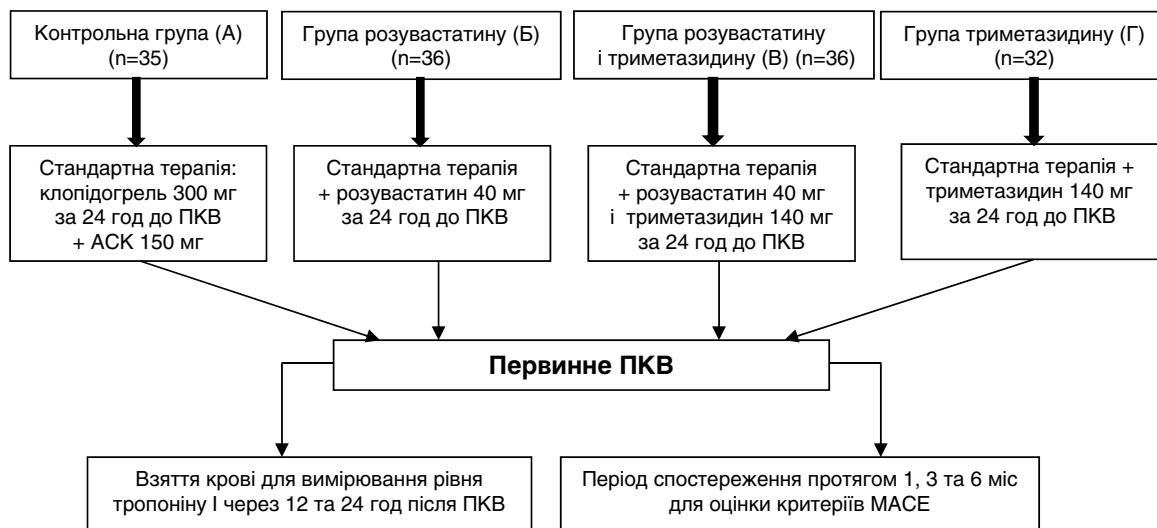 Контрольна група (А)
(n=35)
Група розувастатину (Б)
(n=36)
Група розувастатину
і триметазидину (В) (n=36)
Група триметазидину (Г)
(n=32)
Стандартна терапія:
клопідогрель 300 мг
за 24 год до ПКВ
+ АСК 150 мг
Стандартна терапія
+ розувастатин 40 мг
за 24 год до ПКВ
Стандартна терапія
+ розувастатин 40 мг
і триметазидин 140 мг
за 24 год до ПКВ
Стандартна терапія +
триметазидин 140 мг
за 24 год до ПКВ
Первинне ПКВ
Взяття крові для вимірювання рівня
тропоніну І через 12 та 24 год після ПКВ
Період спостереження протягом 1, 3 та 6 міс
для оцінки критеріїв МАСЕ